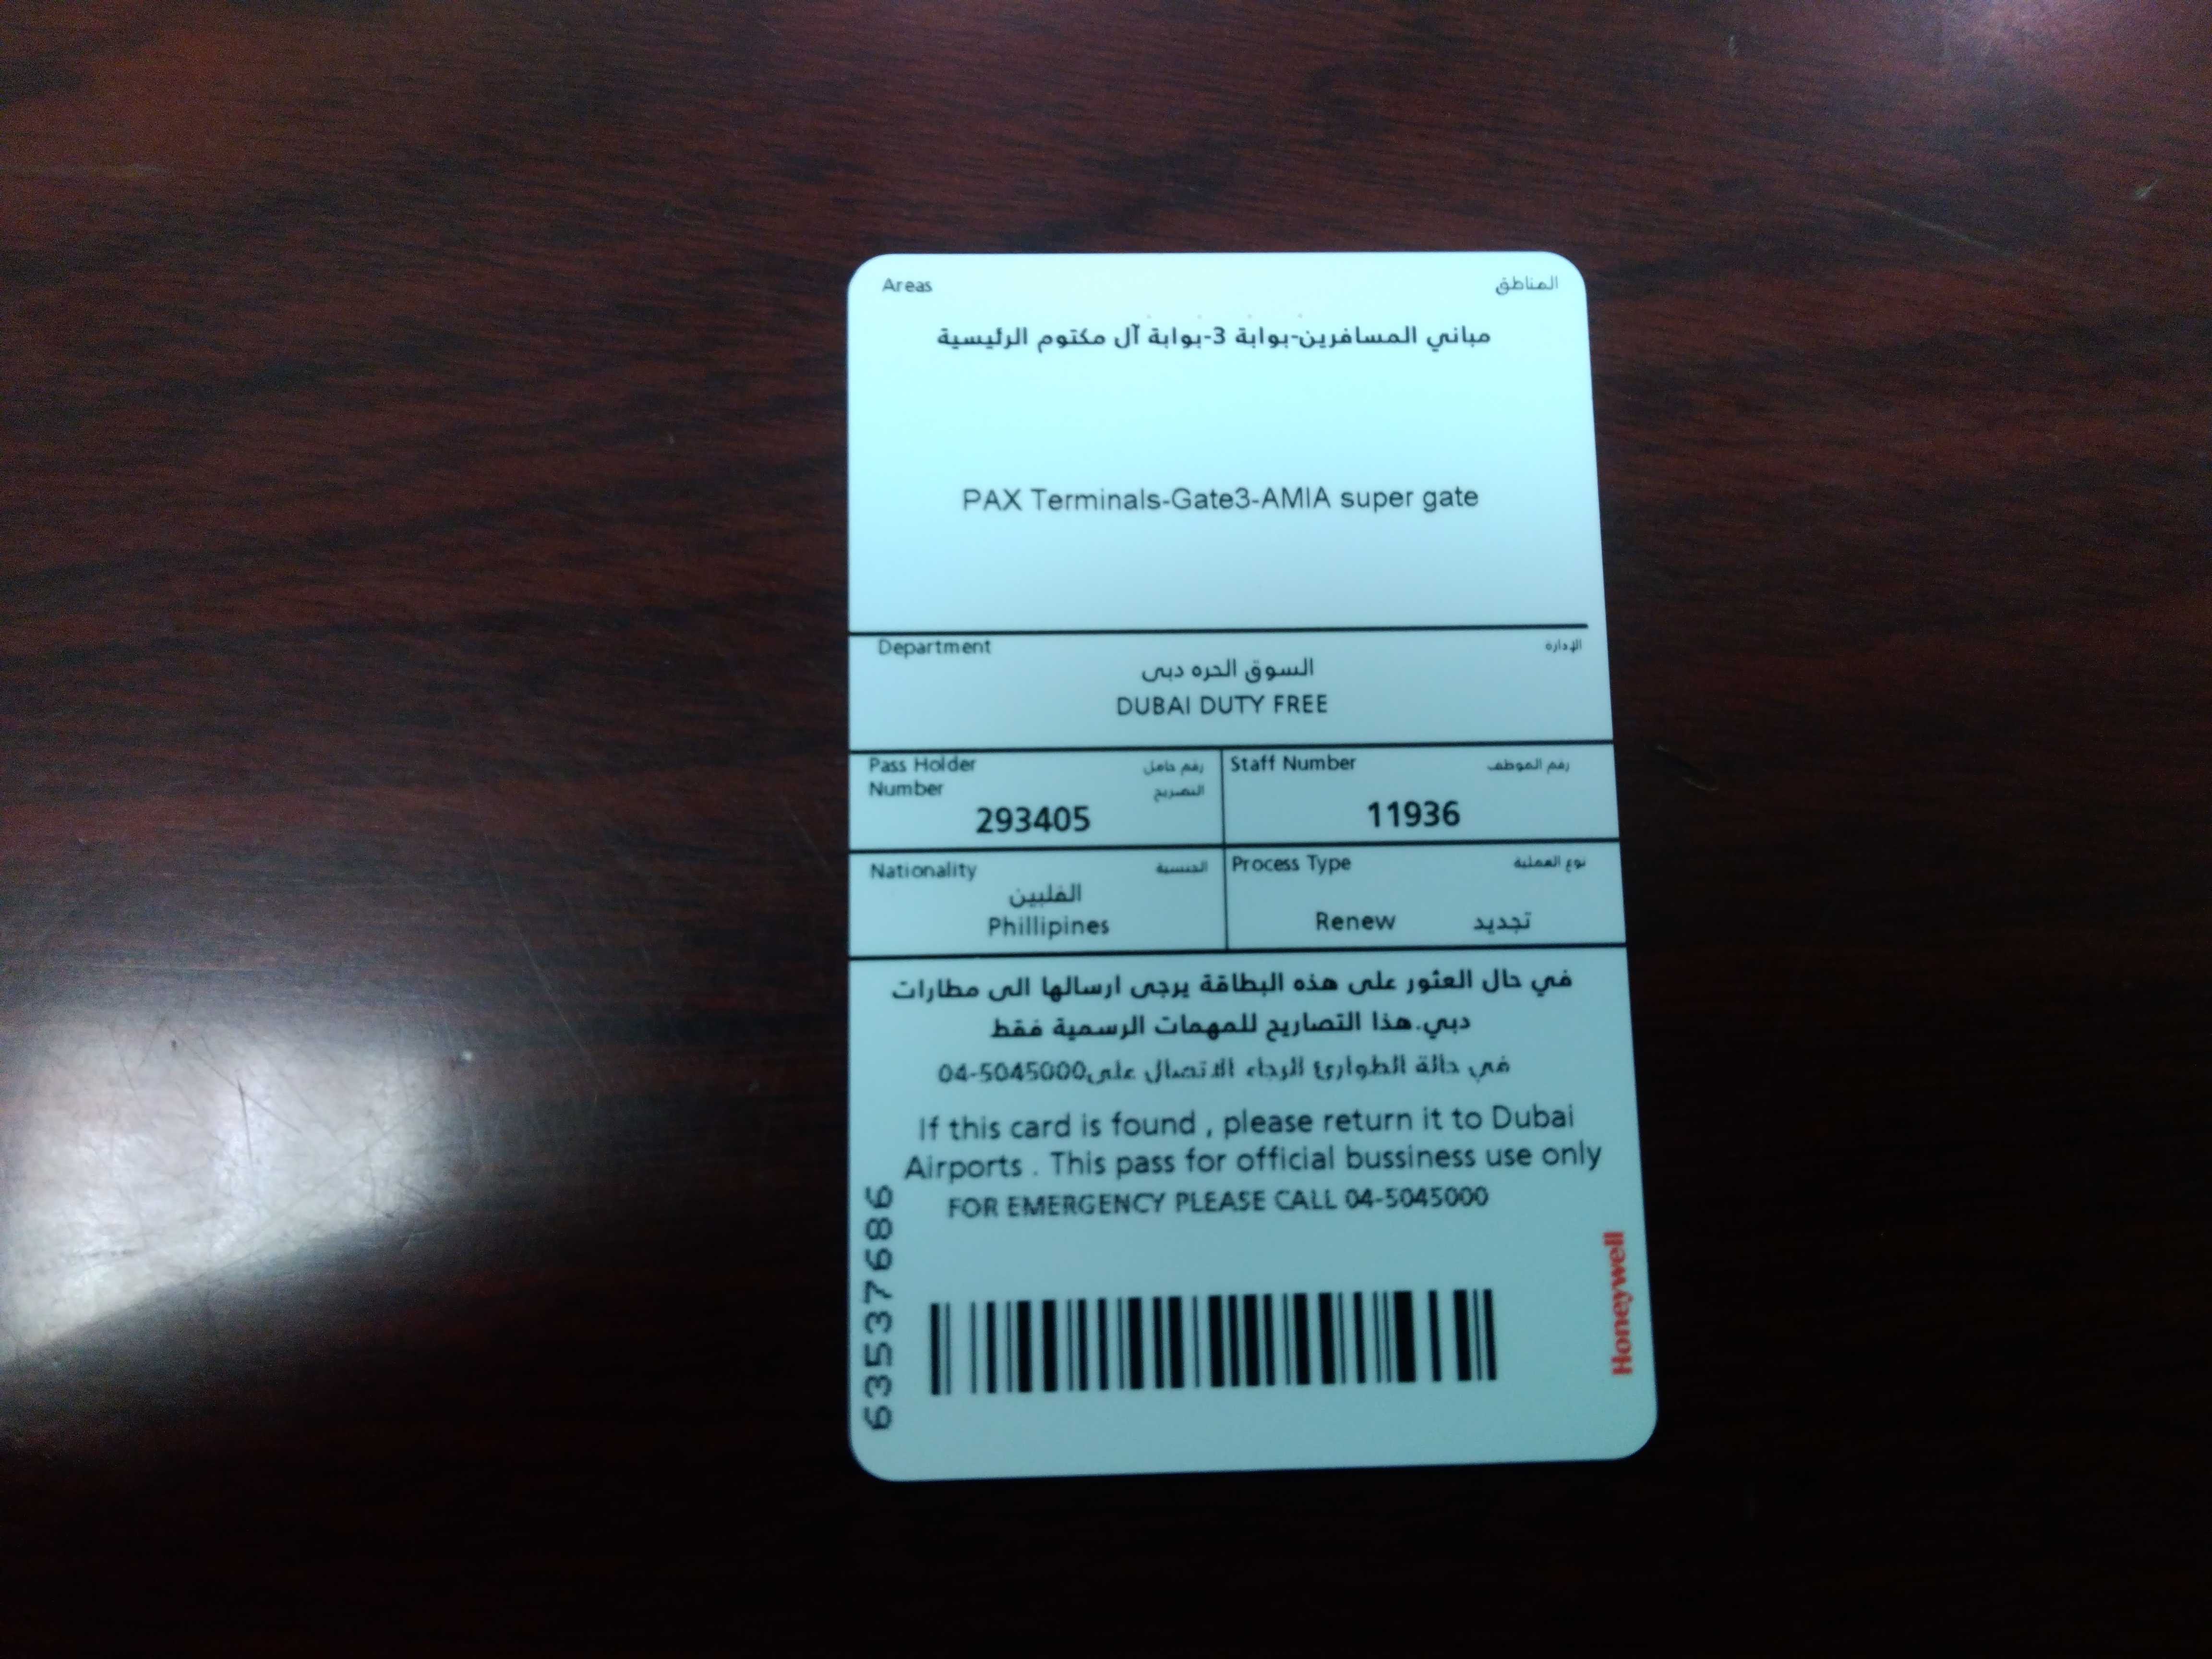 Areas المناطق
مباني المسافرين-بوابة 3-بوابة آل مكتوم الرئيسية
PAX Terminals-Gate3-AMIA super gate
Department الإداره
السوق الحره دبى
DUBAI DUTY FREE
Pass Holder رقم حامل
Number التصريح
293405
Staff Number رقم الموظف
11936
Nationality الجنسية
الفلبين
Phillipines
Process Type نوع العملية
Renew تجديد
في حال العثور على هذه البطاقة يرجى ارسالها الى مطارات
دبي.هذا التصاريح للمهمات الرسمية فقط
في حالة الطوارئ الرجاء الاتصال على04-5045000
If this card is found , please return it to Dubai
Airports . This pass for official bussiness use only
FOR EMERGENCY PLEASE CALL 04-5045000
63537686
Honeywell